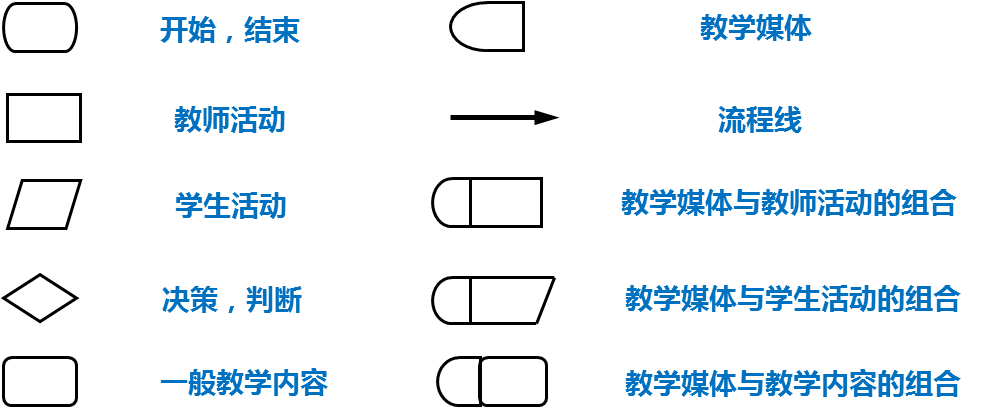 开始，结束
教学媒体
教师活动
流程线
学生活动
教学媒体与教师活动的组合
决策，判断
教学媒体与学生活动的组合
一般教学内容
教学媒体与教学内容的组合